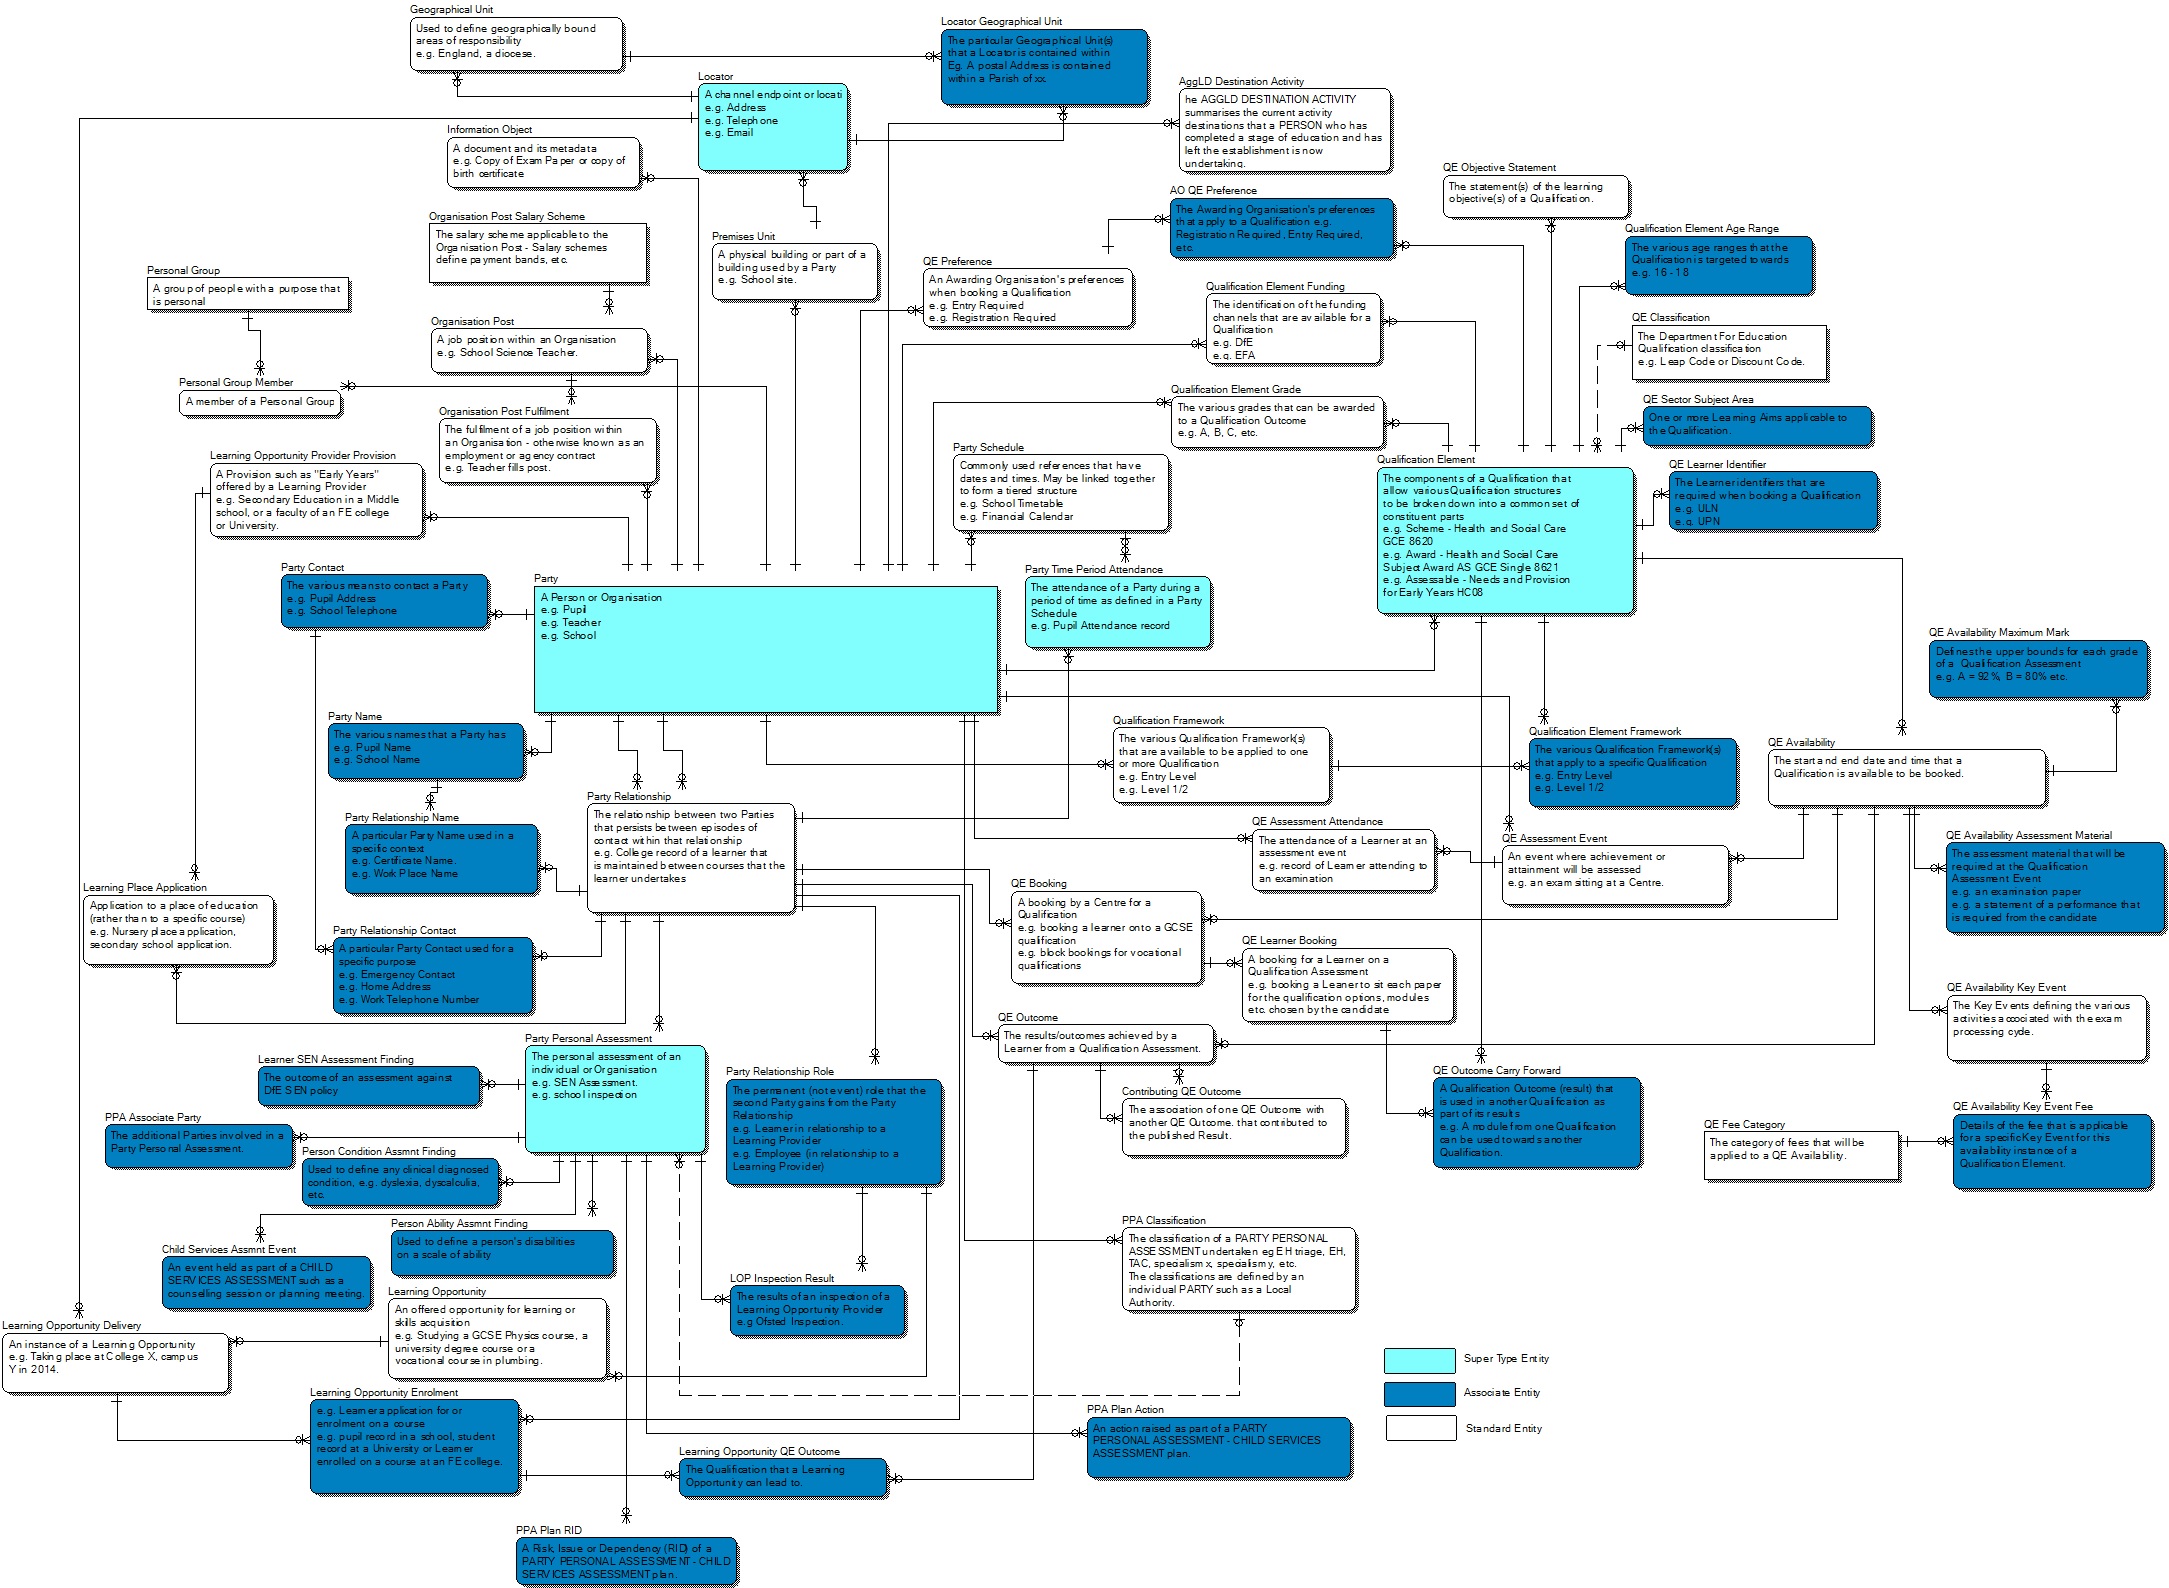 Geographical Unit
Used to define geographically bound
areas of responsibility
e.g. England, a diocese.
Locator Geographical Unit
The particular Geographical Unit(s)
that a Locator is contained within
Eg. A postal Address is contained
within a Parish of xx.
Locator
A channel endpoint or locati
e.g. Address
e.g. Telephone
e.g. Email
AggLD Destination Activity
he AGGLD DESTINATION ACTIVITY
summarises the current activity
destinations that a PERSON who has
completed a stage of education and has
left the establishment is now
undertaking.
Information Object
A document and its metadata
e.g. Copy of Exam Paper or copy of
birth certificate
QE Objective Statement
The statement(s) of the learning
objective(s) of a Qualification.
AO QE Preference
The Awarding Organisation's preferences
that apply to a Qualification e.g.
Registration Required, Entry Required,
etc.
Organisation Post Salary Scheme
The salary scheme applicable to the
Organisation Post - Salary schemes
define payment bands, etc.
Premises Unit
A physical building or part of a
building used by a Party
e.g. School site.
Qualification Element Age Range
The various age ranges that the
Qualification is targeted towards
e.g. 16 - 18
QE Preference
An Awarding Organisation's preferences
when booking a Qualification
e.g. Entry Required
e.g. Registration Required
Personal Group
A group of people with a purpose that
is personal
Qualification Element Funding
The identification of the funding
channels that are available for a
Qualification
e.g. DfE
e.g. EFA
QE Classification
The Department For Education
Qualification classification
e.g. Leap Code or Discount Code.
Organisation Post
A job position within an Organisation
e.g. School Science Teacher.
Personal Group Member
A member of a Personal Group
Qualification Element Grade
The various grades that can be awarded
to a Qualification Outcome
e.g. A, B, C, etc.
QE Sector Subject Area
One or more Learning Aims applicable to
the Qualification.
Organisation Post Fulfilment
The fulfilment of a job position within
an Organisation - otherwise known as an
employment or agency contract
e.g. Teacher fills post.
Party Schedule
Commonly used references that have
dates and times. May be linked together
to form a tiered structure
e.g. School Timetable
e.g. Financial Calendar
Learning Opportunity Provider Provision
A Provision such as "Early Years"
offered by a Learning Provider
e.g. Secondary Education in a Middle
school, or a faculty of an FE college
or University.
Qualification Element
The components of a Qualification that
allow various Qualification structures
to be broken down into a common set of
constituent parts
e.g. Scheme - Health and Social Care
GCE 8620
e.g. Award - Health and Social Care
Subject Award AS GCE Single 8621
e.g. Assessable - Needs and Provision
for Early Years HC08
QE Learner Identifier
The Learner identifiers that are
required when booking a Qualification
e.g. ULN
e.g. UPN
Party Contact
The various means to contact a Party
e.g. Pupil Address
e.g. School Telephone
Party
A Person or Organisation
e.g. Pupil
e.g. Teacher
e.g. School
Party Time Period Attendance
The attendance of a Party during a
period of time as defined in a Party
Schedule
e.g. Pupil Attendance record
QE Availability Maximum Mark
Defines the upper bounds for each grade
of a Qualification Assessment
e.g. A = 92%, B = 80% etc.
Party Name
The various names that a Party has
e.g. Pupil Name
e.g. School Name
Qualification Framework
The various Qualification Framework(s)
that are available to be applied to one
or more Qualification
e.g. Entry Level
e.g. Level 1/2
Qualification Element Framework
The various Qualification Framework(s)
that apply to a specific Qualification
e.g. Entry Level
e.g. Level 1/2
QE Availability
The start and end date and time that a
Qualification is available to be booked.
Party Relationship
The relationship between two Parties
that persists between episodes of
contact within that relationship
e.g. College record of a learner that
is maintained between courses that the
learner undertakes
Party Relationship Name
A particular Party Name used in a
specific context
e.g. Certificate Name.
e.g. Work Place Name
QE Assessment Attendance
The attendance of a Learner at an
assessment event
e.g. record of Learner attending to
an examination
QE Assessment Event
An event where achievement or
attainment will be assessed
e.g. an exam sitting at a Centre.
QE Availability Assessment Material
The assessment material that will be
required at the Qualification
Assessment Event
e.g. an examination paper
e.g. a statement of a performance that
is required from the candidate
Learning Place Application
Application to a place of education
(rather than to a specific course)
e.g. Nursery place application,
secondary school application.
QE Booking
A booking by a Centre for a
Qualification
e.g. booking a learner onto a GCSE
qualification
e.g. block bookings for vocational
qualifications
Party Relationship Contact
A particular Party Contact used for a
specific purpose
e.g. Emergency Contact
e.g. Home Address
e.g. Work Telephone Number
QE Learner Booking
A booking for a Learner on a
Qualification Assessment
e.g. booking a Leaner to sit each paper
for the qualification options, modules
etc. chosen by the candidate
QE Availability Key Event
The Key Events defining the various
activities accociated with the exam
processing cycle.
QE Outcome
The results/outcomes achieved by a
Learner from a Qualification Assessment.
Party Personal Assessment
The personal assessment of an
individual or Organisation
e.g. SEN Assessment.
e.g. school inspection
Learner SEN Assessment Finding
The outcome of an assessment against
DfE SEN policy
Party Relationship Role
The permanent (not event) role that the
second Party gains from the Party
Relationship
e.g. Learner in relationship to a
Learning Provider
e.g. Employee (in relationship to a
Learning Provider)
QE Outcome Carry Forward
A Qualification Outcome (result) that
is used in another Qualification as
part of its results
e.g. A module from one Qualification
can be used towards another
Qualification.
Contributing QE Outcome
The association of one QE Outcome with
another QE Outcome. that contributed to
the published Result.
PPA Associate Party
The additional Parties involved in a
Party Personal Assessment.
QE Fee Category
The category of fees that will be
applied to a QE Availability.
QE Availability Key Event Fee
Details of the fee that is applicable
for a specific Key Event for this
availability instance of a
Qualification Element.
Person Condition Assmnt Finding
Used to define any clinical diagnosed
condition, e.g. dyslexia, dyscalculia,
etc.
Person Ability Assmnt Finding
Used to define a person's disabilities
on a scale of ability
PPA Classification
The classification of a PARTY PERSONAL
ASSESSMENT undertaken eg EH triage, EH,
TAC, specialism x, specialism y, etc.
The classifications are defined by an
individual PARTY such as a Local
Authority.
Child Services Assmnt Event
An event held as part of a CHILD
SERVICES ASSESSMENT such as a
counselling session or planning meeting.
LOP Inspection Result
The results of an inspection of a
Learning Opportunity Provider
e.g Ofsted Inspection.
Learning Opportunity
An offered opportunity for learning or
skills acquisition
e.g. Studying a GCSE Physics course, a
university degree course or a
vocational course in plumbing.
Learning Opportunity Delivery
An instance of a Learning Opportunity
e.g. Taking place at College X, campus
Y in 2014.
Super Type Entity
Associate Entity
Standard Entity
Learning Opportunity Enrolment
e.g. Learner application for or
enrolment on a course
e.g. pupil record in a school, student
record at a University or Learner
enrolled on a course at an FE college.
PPA Plan Action
An action raised as part of a PARTY
PERSONAL ASSESSMENT - CHILD SERVICES
ASSESSMENT plan.
Learning Opportunity QE Outcome
The Qualification that a Learning
Opportunity can lead to.
PPA Plan RID
A Risk, Issue or Dependency (RID) of a
PARTY PERSONAL ASSESSMENT - CHILD
SERVICES ASSESSMENT plan.